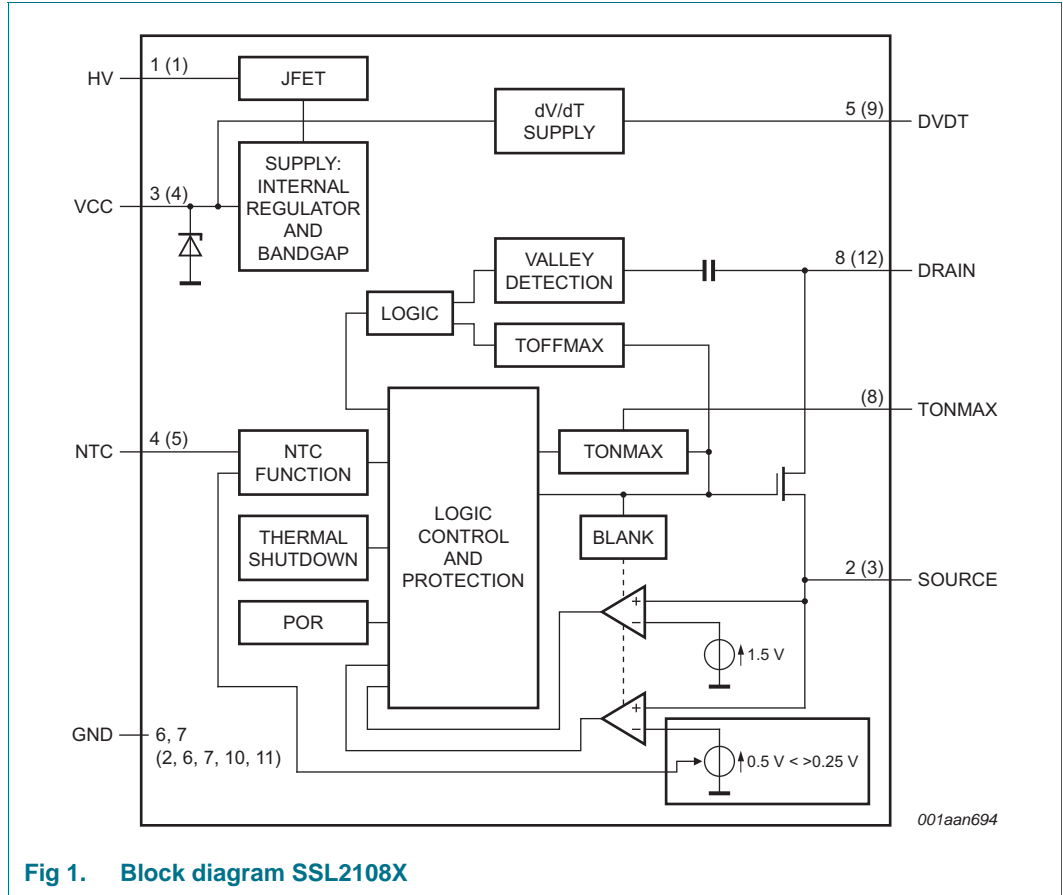 HV
1 (1)
JFET
dV/dT
SUPPLY
5 (9)
DVDT
SUPPLY:
INTERNAL
REGULATOR
AND
BANDGAP
VCC
3 (4)
VALLEY
DETECTION
8 (12)
DRAIN
LOGIC
TOFFMAX
(8)
TONMAX
NTC
4 (5)
NTC
FUNCTION
TONMAX
LOGIC
CONTROL
AND
PROTECTION
BLANK
THERMAL
SHUTDOWN
2 (3)
SOURCE
POR
+
−
1.5 V
+
−
GND
6, 7
(2, 6, 7, 10, 11)
0.5 V < >0.25 V
001aan694
Fig 1. Block diagram SSL2108X